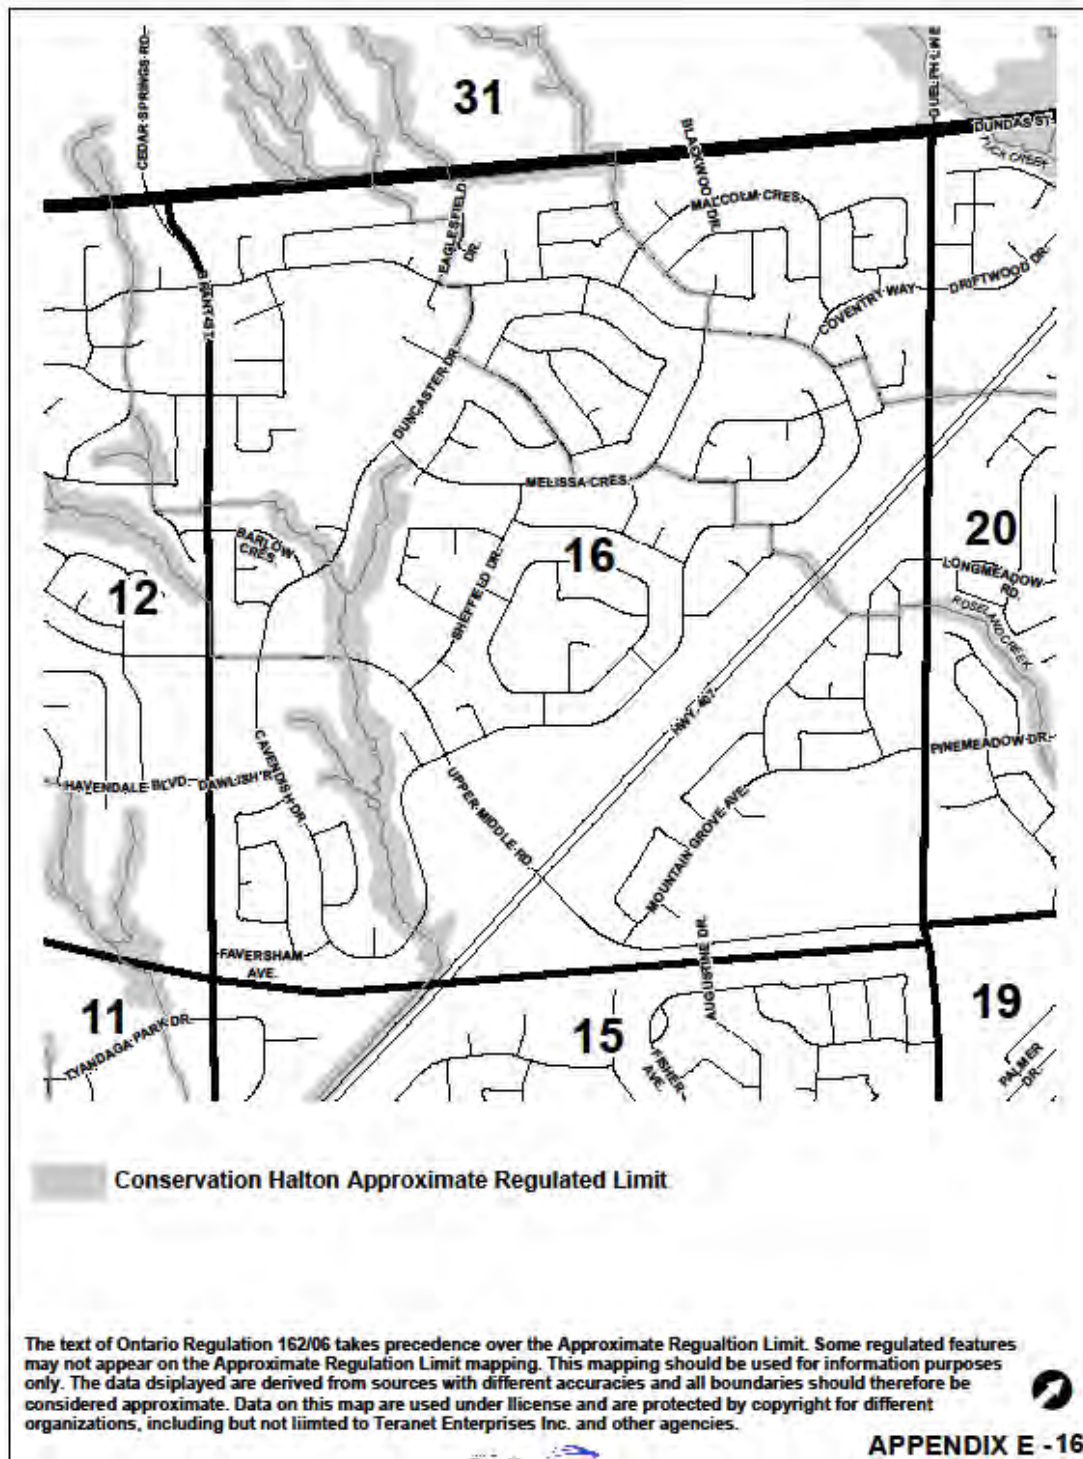 31
CEDAR SPRINGS RD
GUELPH LINE
DUNDAS ST.
TUCK CREEK
BLACKWOOD DR.
MALCOLM CRES.
EAGLESFIELD DR.
BRANT ST.
COVENTRY WAY
DRIFTWOOD DR.
DUNCASTER DR.
MELISSA CRES.
BARLOW CRES.
16
20
12
SHEFFIELD DR.
LONGMEADOW RD.
ROSELAND CREEK
HWY. 407
PINEMEADOW DR.
HAVENDALE BLVD.
CAVENDISH DR.
UPPER MIDDLE RD.
MOUNTAIN GROVE AVE.
FAVERSHAM AVE.
AUGUSTINE DR.
11
TYANDAGA PARK DR.
15
FISHER AVE.
19
PALMER DR.
Conservation Halton Approximate Regulated Limit
The text of Ontario Regulation 162/06 takes precedence over the Approximate Regualtion Limit. Some regulated features
may not appear on the Approximate Regulation Limit mapping. This mapping should be used for information purposes
only. The data dsiplayed are derived from sources with different accuracies and all boundaries should therefore be
considered approximate. Data on this map are used under llicense and are protected by copyright for different
organizations, including but not liimted to Teranet Enterprises Inc. and other agencies.
APPENDIX E - 16